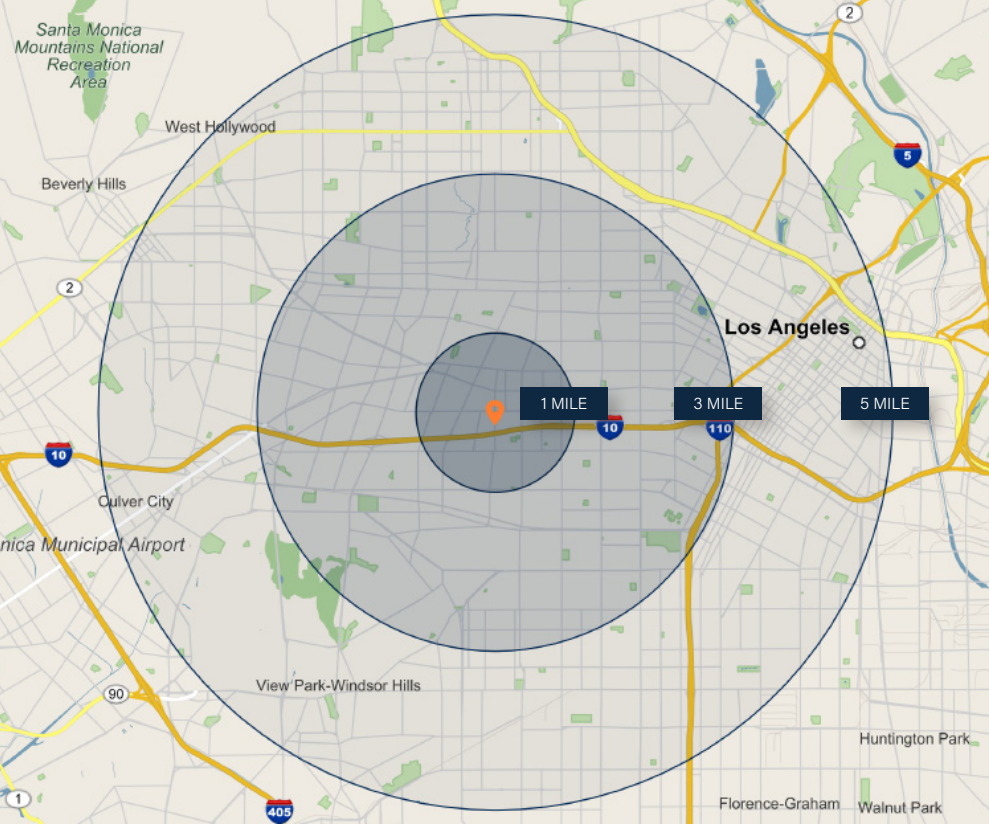 2
Santa Monica
Mountains National
Recreation
Area
West Hollywood
5
Beverly Hills
2
Los Angeles
1 MILE
3 MILE
5 MILE
10
110
10
Culver City
nica Municipal Airport
View Park-Windsor Hills
90
Huntington Park
1
405
Florence-Graham
Walnut Park